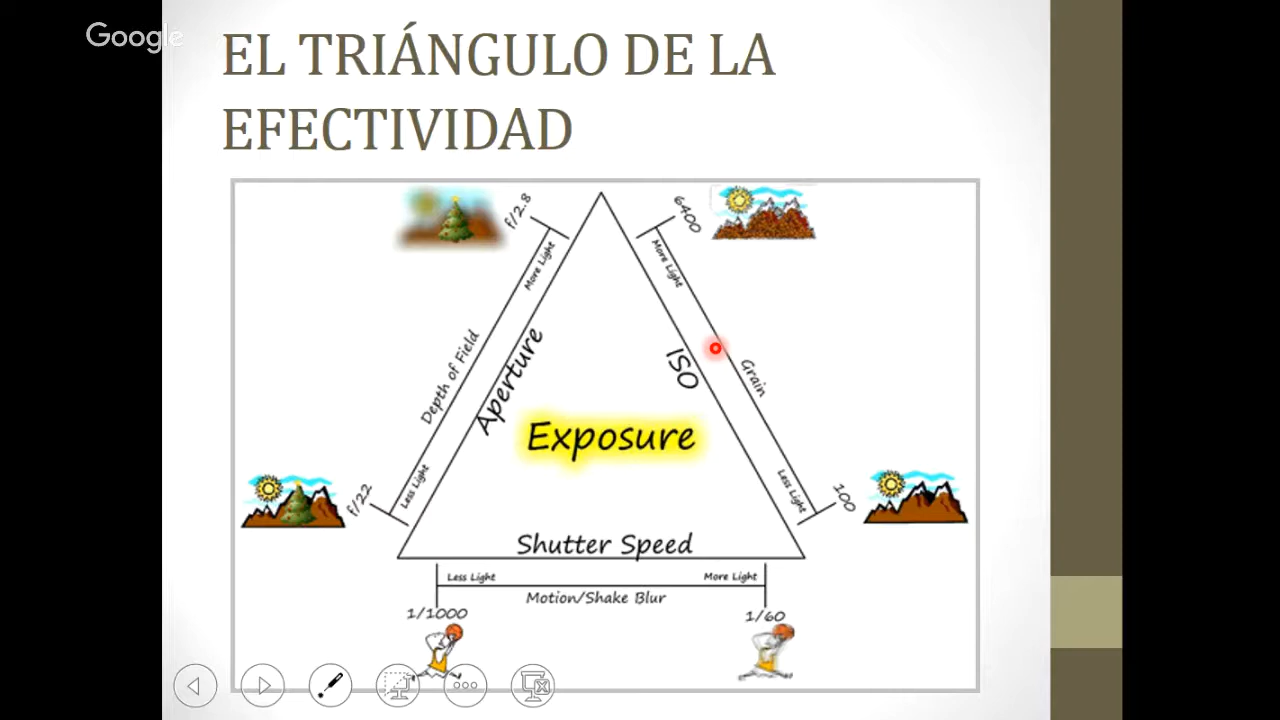 Google
EL TRIÁNGULO DE LA
EFECTIVIDAD
f/2.8
6400
More Light
More Light
Depth of Field
Aperture
ISO
Grain
Exposure
Less Light
Less Light
f/22
100
Shutter Speed
Less Light
More Light
Motion/Shake Blur
1/1000
1/60